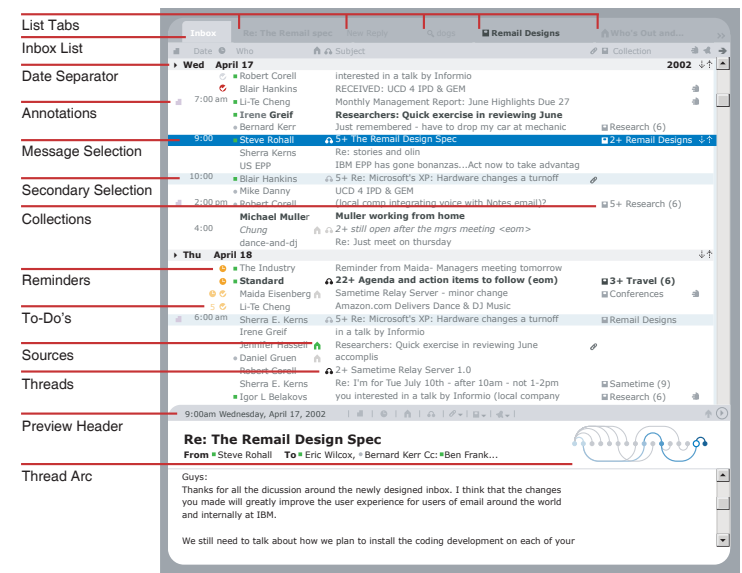 List Tabs
Inbox List
Date Separator
Annotations
Message Selection
Secondary Selection
Collections
Reminders
To-Do's
Sources
Threads
Preview Header
Thread Arc
Inbox Re: The Remail spec New Reply Bugs Remail Designs Who's Out and... >>
Date Who Subject Collection
Wed April 17 2002
Robert Corell interested in a talk by Informio
Blair Hankins RECEIVED: UCD 4 IPD & GEM
7:00 am Li-Te Cheng Monthly Management Report: June Highlights Due 27
Irene Greif Researchers: Quick exercise in reviewing June
Bernard Kerr Just remembered - have to drop my car at mechanic Research (6)
9:00 Steve Rohall 5+ The Remail Design Spec 2+ Remail Designs
Sherra Kerns Re: stories and olin
US EPP IBM EPP has gone bonanzas...Act now to take advantag
10:00 Blair Hankins 5+ Re: Microsoft's XP: Hardware changes a turnoff
Mike Danny UCD 4 IPD & GEM
2:00 pm Robert Corell (local comp integrating voice with Notes email)? 5+ Research (6)
Michael Muller Muller working from home
4:00 Chung 2+ still open after the mgrs meeting <eom>
dance-and-dj Re: Just meet on thursday
Thu April 18
The Industry Reminder from Maida- Managers meeting tomorrow
Standard 22+ Agenda and action items to follow (eom) 3+ Travel (6)
Maida Eisenberg Sametime Relay Server - minor change Conferences
5 Li-Te Cheng Amazon.com Delivers Dance & DJ Music
6:00 am Sherra E. Kerns 5+ Re: Microsoft's XP: Hardware changes a turnoff Remail Designs
Irene Greif in a talk by Informio
Jennifer Hassell Researchers: Quick exercise in reviewing June
Daniel Gruen accomplis
Robert Corell 2+ Sametime Relay Server 1.0
Sherra E. Kerns Re: I'm for Tue July 10th - after 10am - not 1-2pm Sametime (9)
Igor L Belakovs you interested in a talk by Informio (local company Research (6)
9:00am Wednesday, April 17, 2002
Re: The Remail Design Spec
From Steve Rohall To Eric Wilcox, Bernard Kerr Cc: Ben Frank...
Guys:
Thanks for all the dicussion around the newly designed inbox. I think that the changes
you made will greatly improve the user experience for users of email around the world
and internally at IBM.
We still need to talk about how we plan to install the coding development on each of your